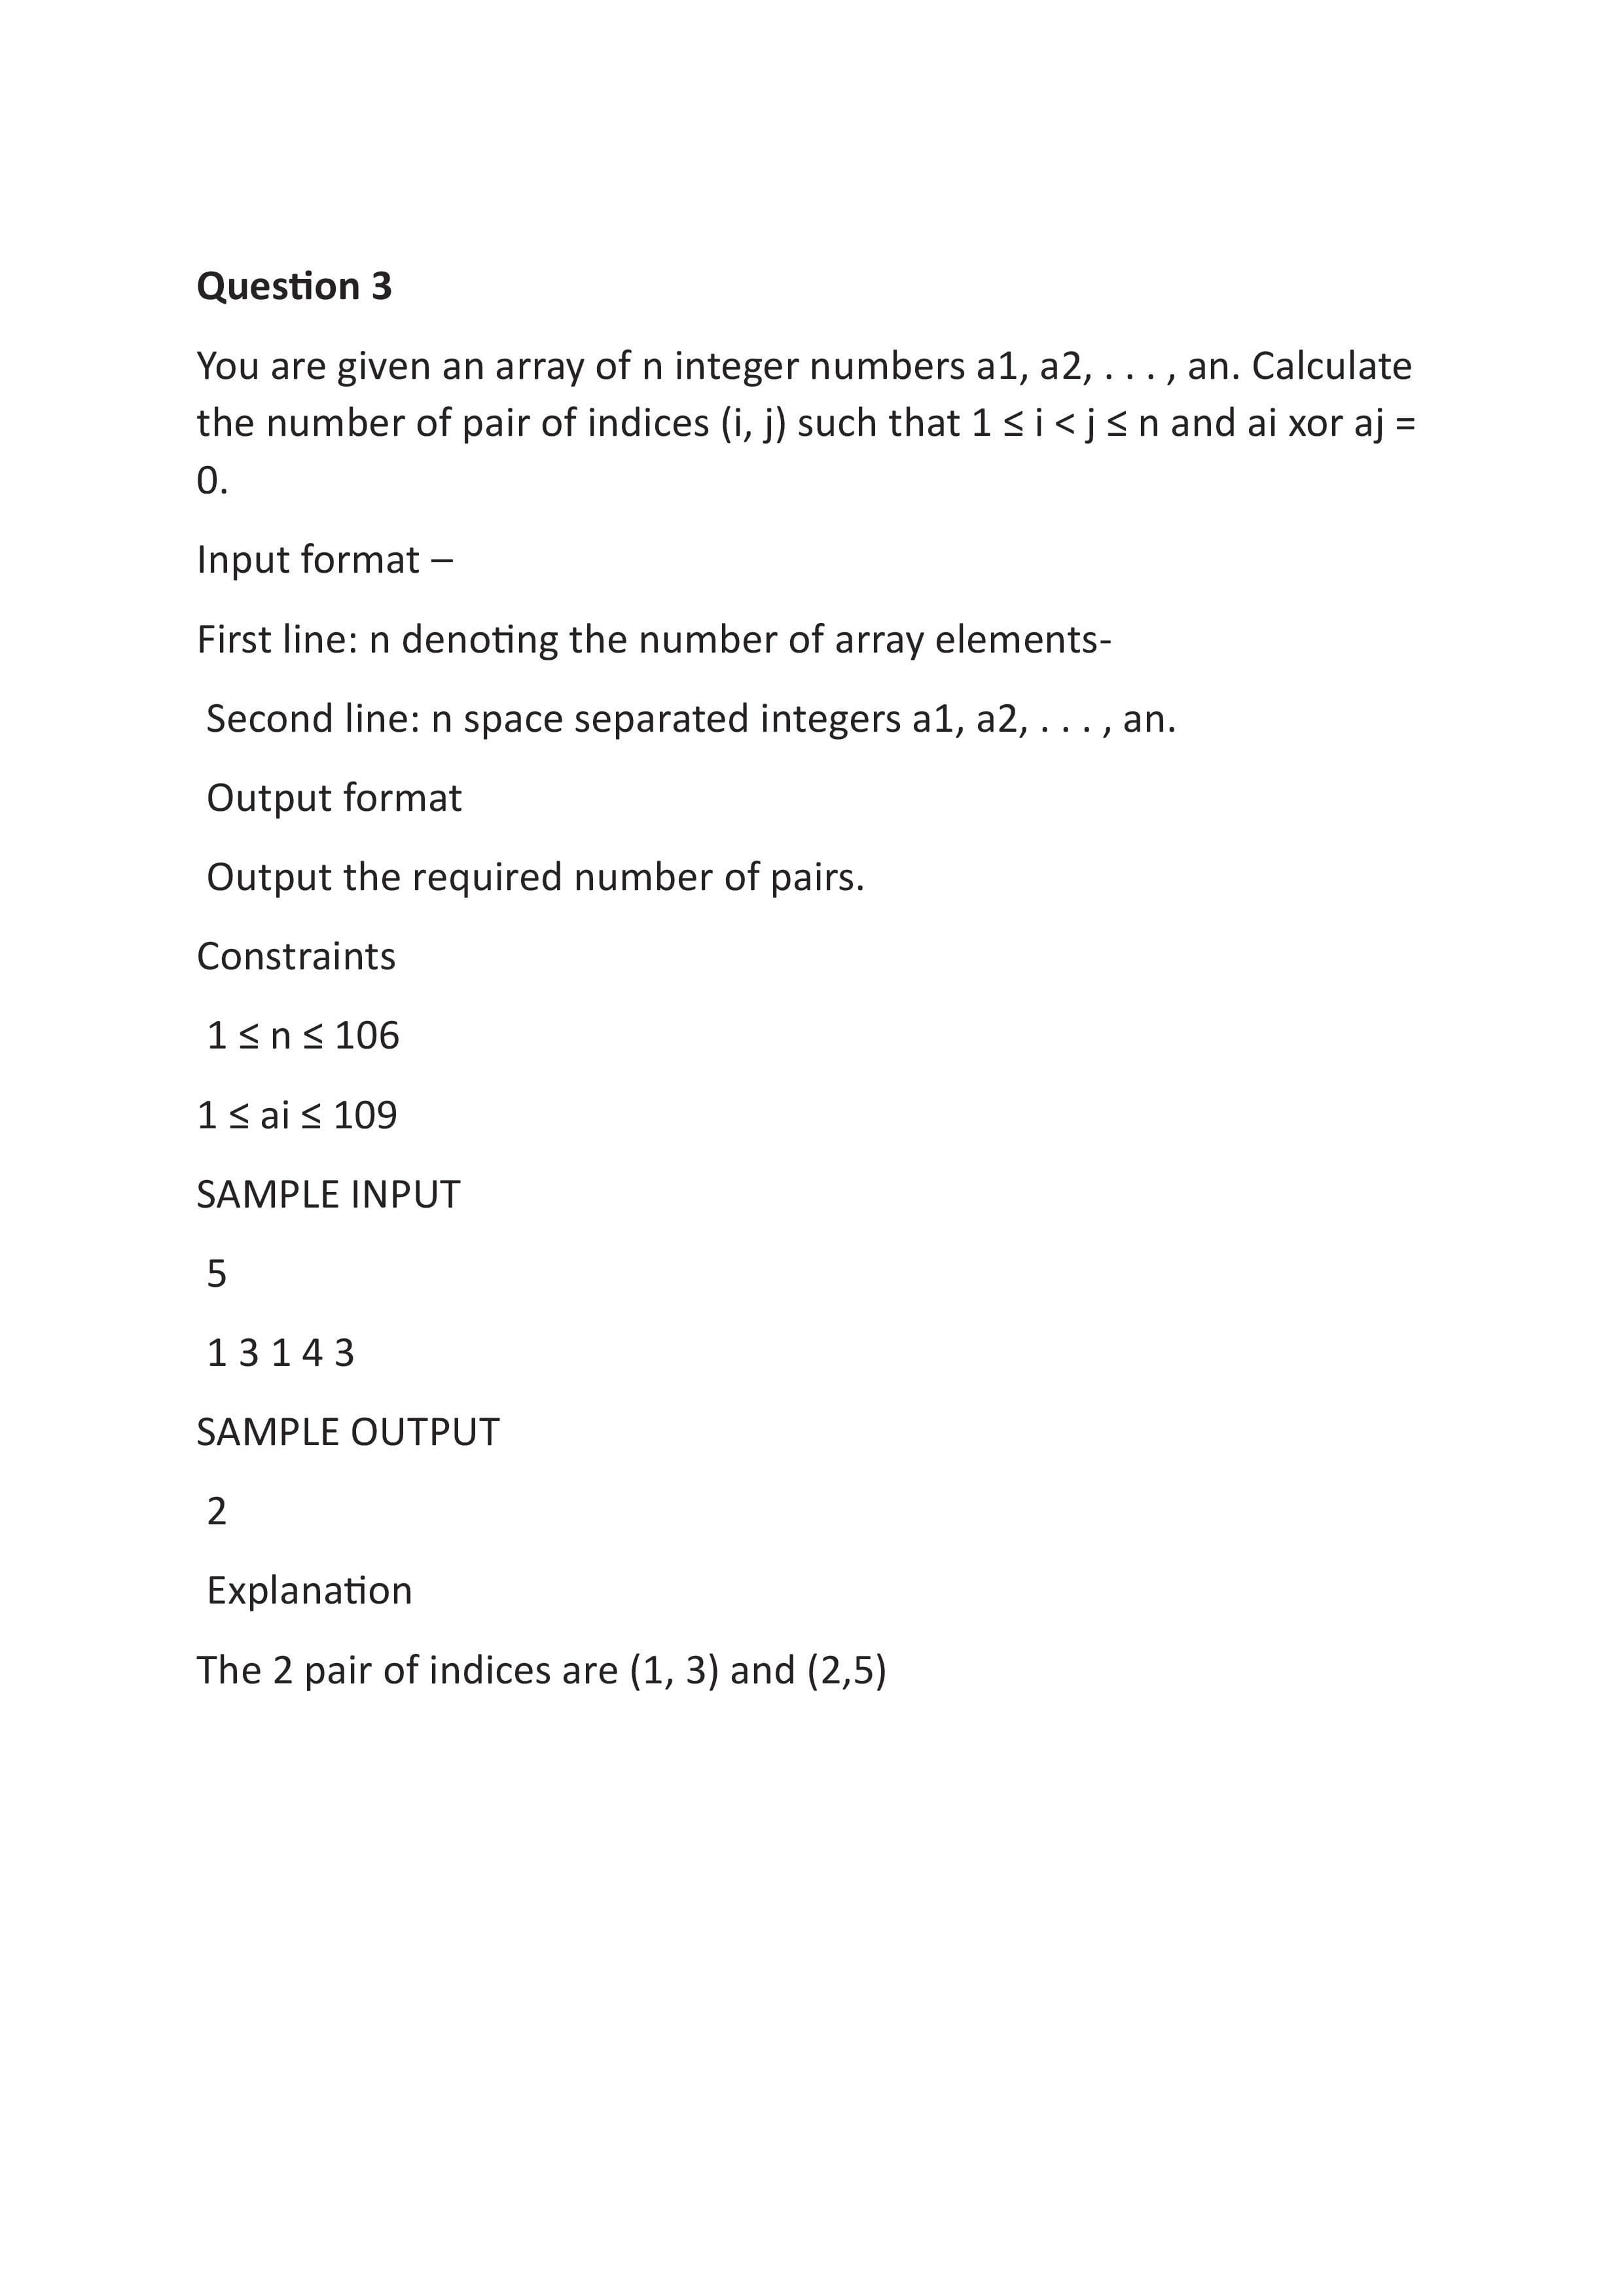 Question 3
You are given an array of n integer numbers a1, a2, . . . , an. Calculate
the number of pair of indices (i, j) such that 1 ≤ i < j ≤ n and ai xor aj =
0.
Input format –
First line: n denoting the number of array elements-
Second line: n space separated integers a1, a2, . . . , an.
Output format
Output the required number of pairs.
Constraints
1 ≤ n ≤ 106
1 ≤ ai ≤ 109
SAMPLE INPUT
5
1 3 1 4 3
SAMPLE OUTPUT
2
Explanation
The 2 pair of indices are (1, 3) and (2,5)